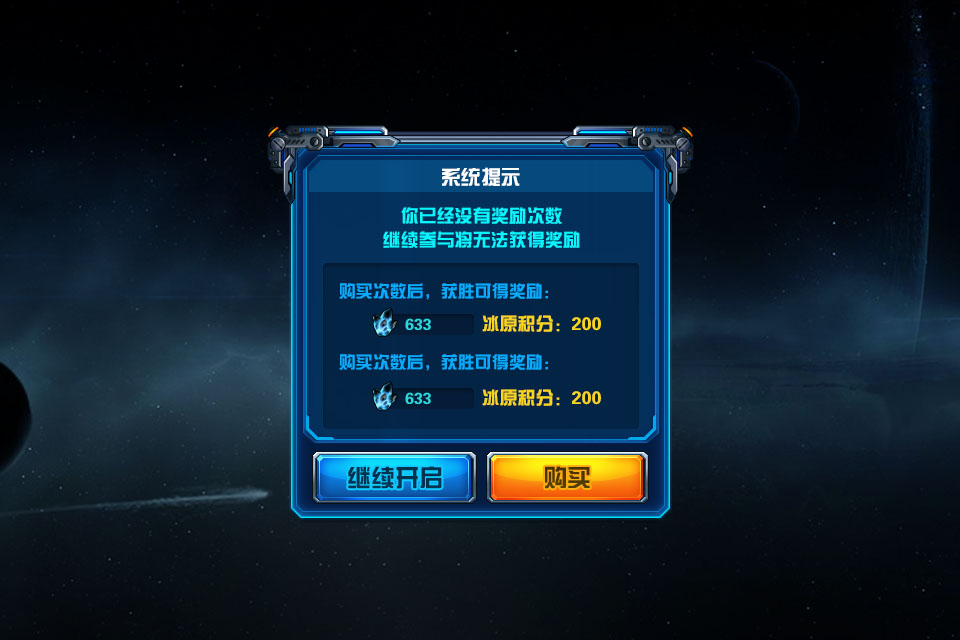 系统提示
你已经没有奖励次数
继续参与将无法获得奖励
购买次数后，获胜可得奖励：
633 冰原积分：200
购买次数后，获胜可得奖励：
633 冰原积分：200
继续开启 购买